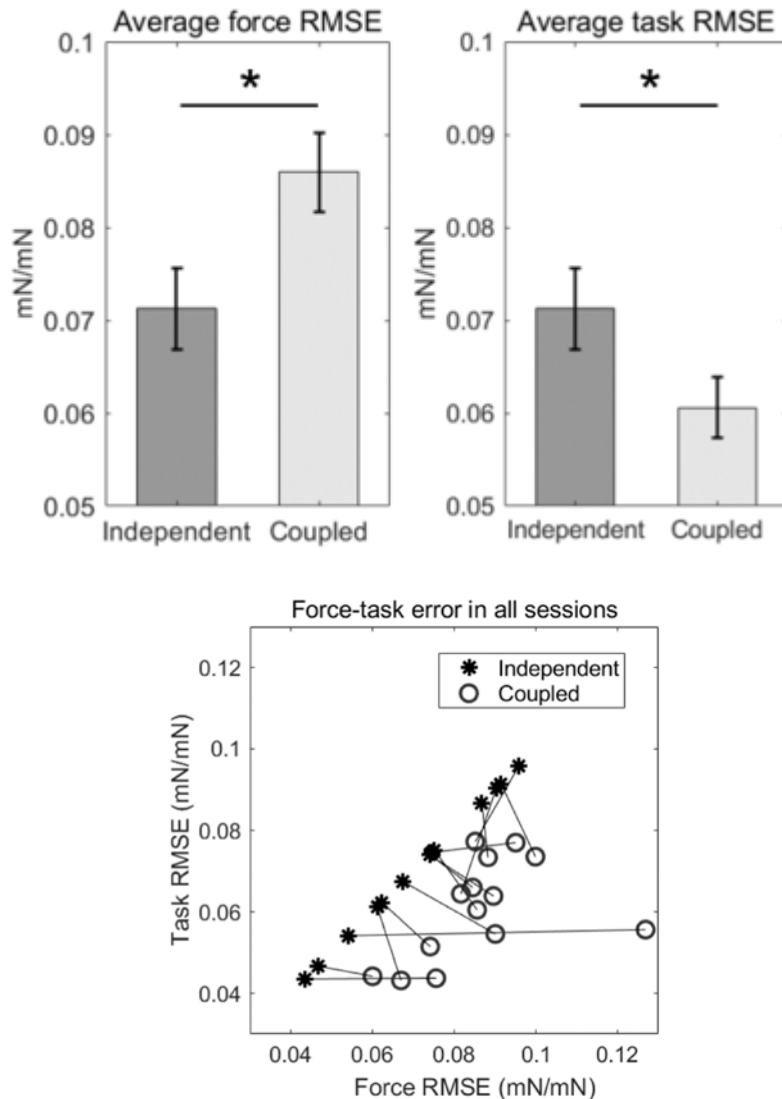 Average force RMSE
*
0.1
0.09
0.08
0.07
0.06
0.05
mN/mN
Independent Coupled
Average task RMSE
*
0.1
0.09
0.08
0.07
0.06
0.05
mN/mN
Independent Coupled
Force-task error in all sessions
Independent
Coupled
0.12
0.1
0.08
0.06
0.04
Task RMSE (mN/mN)
0.04 0.06 0.08 0.1 0.12
Force RMSE (mN/mN)